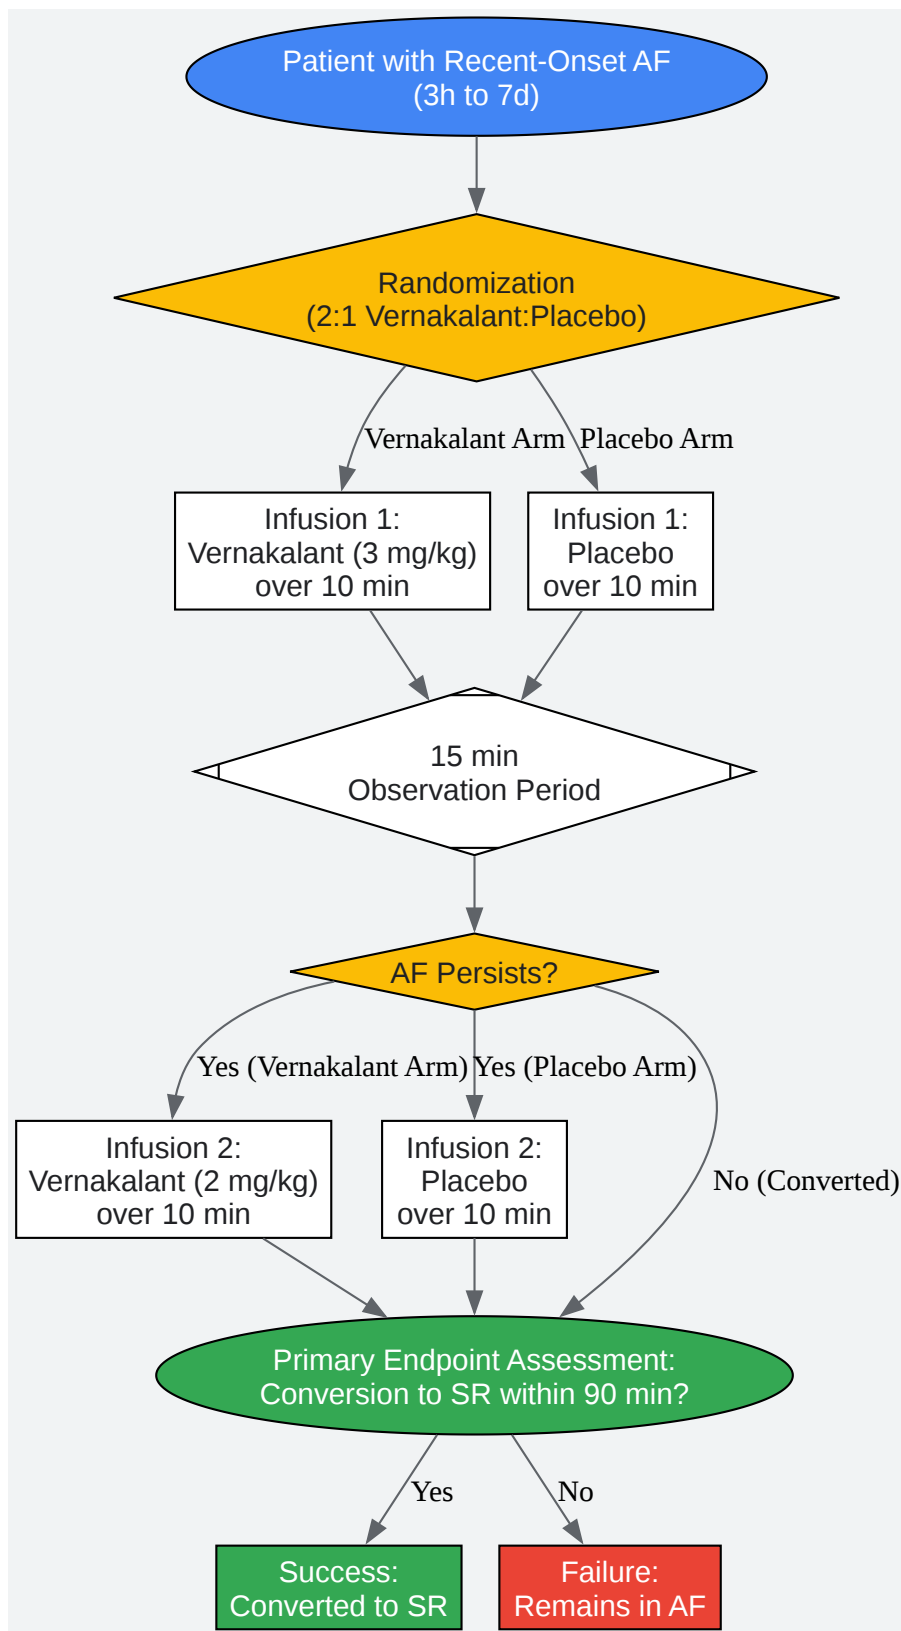 Patient with Recent-Onset AF
(3h to 7d)
Randomization
(2:1 Vernakalant:Placebo)
Vernakalant Arm
Placebo Arm
Infusion 1:
Vernakalant (3 mg/kg)
over 10 min
Infusion 1:
Placebo
over 10 min
15 min
Observation Period
AF Persists?
Yes (Vernakalant Arm)
Yes (Placebo Arm)
No (Converted)
Infusion 2:
Vernakalant (2 mg/kg)
over 10 min
Infusion 2:
Placebo
over 10 min
Primary Endpoint Assessment:
Conversion to SR within 90 min?
Yes
No
Success:
Converted to SR
Failure:
Remains in AF